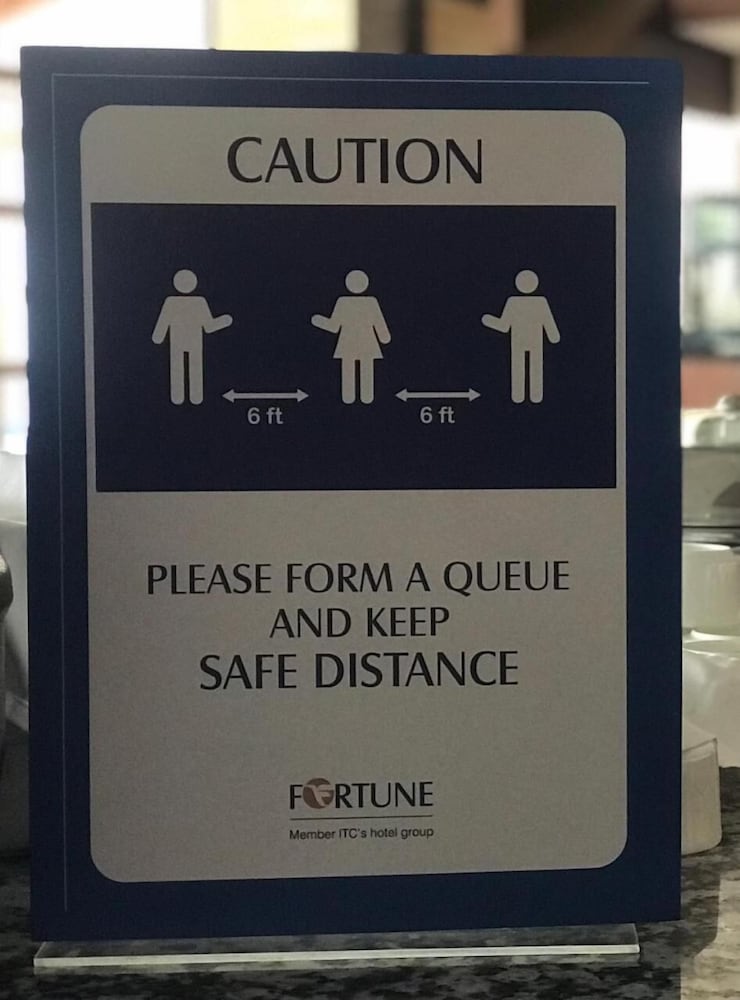 CAUTION
6 ft 6 ft
PLEASE FORM A QUEUE
AND KEEP
SAFE DISTANCE
FORTUNE
Member ITC's hotel group